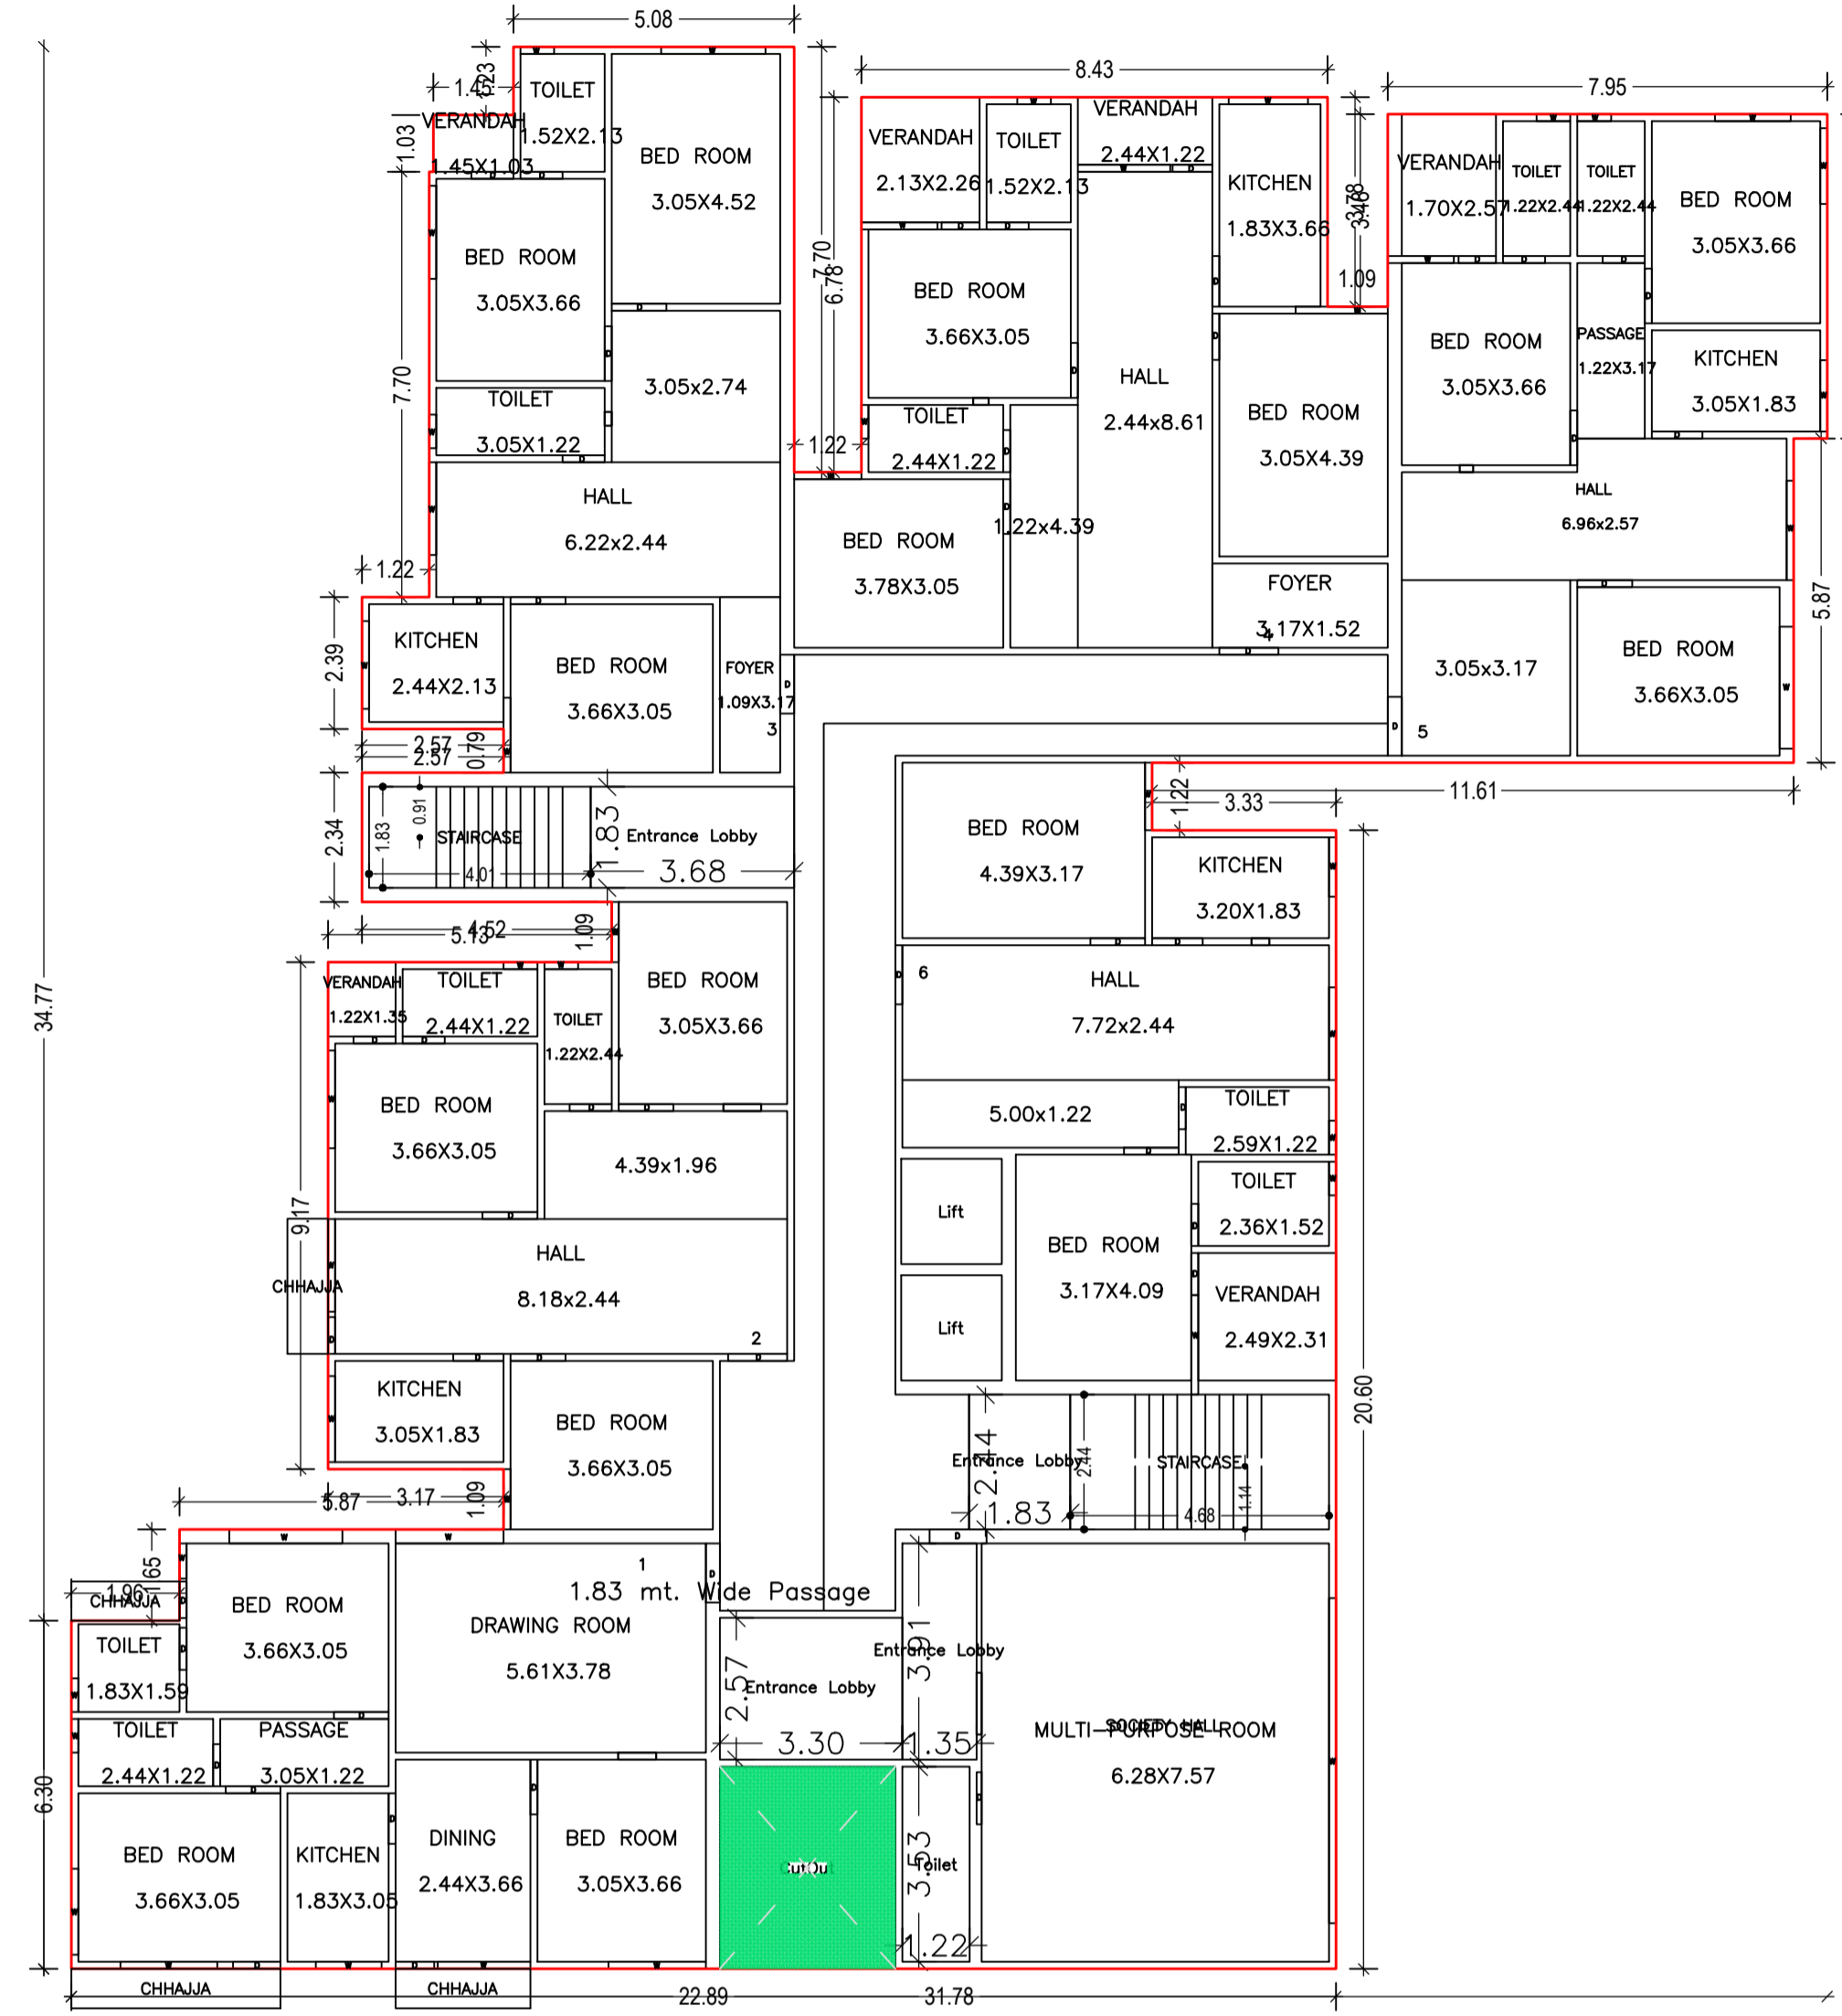 5.08
8.43
7.95
1.45
1.23
1.03
TOILET
1.52X2.13
VERANDAH
1.45X1.03
BED ROOM
3.05X4.52
VERANDAH
2.13X2.26
TOILET
1.52X2.13
VERANDAH
2.44X1.22
KITCHEN
1.83X3.66
VERANDAH
1.70X2.57
TOILET
1.22X2.44
TOILET
1.22X2.44
BED ROOM
3.05X3.66
3.78
1.09
7.70
6.78
7.70
BED ROOM
3.05X3.66
BED ROOM
3.66X3.05
BED ROOM
3.05X3.66
PASSAGE
1.22X3.17
KITCHEN
3.05X1.83
3.05x2.74
HALL
2.44x8.61
BED ROOM
3.05X4.39
TOILET
3.05X1.22
TOILET
2.44X1.22
1.22
HALL
6.22x2.44
HALL
6.96x2.57
BED ROOM
3.78X3.05
1.22x4.39
FOYER
3.17X1.52
4
1.22
2.39
KITCHEN
2.44X2.13
BED ROOM
3.66X3.05
FOYER
1.09X3.17
3
3.05x3.17
BED ROOM
3.66X3.05
5
5.87
2.57
2.57
0.79
2.34
1.83
0.91
STAIRCASE
4.01
1.83
Entrance Lobby
3.68
1.22
3.33
11.61
BED ROOM
4.39X3.17
KITCHEN
3.20X1.83
4.52
5.13
1.09
34.77
VERANDAH
1.22X1.35
TOILET
2.44X1.22
TOILET
1.22X2.44
BED ROOM
3.05X3.66
6
HALL
7.72x2.44
BED ROOM
3.66X3.05
4.39x1.96
5.00x1.22
TOILET
2.59X1.22
TOILET
2.36X1.52
9.17
Lift
BED ROOM
3.17X4.09
CHHAJJA
HALL
8.18x2.44
2
Lift
VERANDAH
2.49X2.31
KITCHEN
3.05X1.83
BED ROOM
3.66X3.05
20.60
2.44
Entrance Lobby
2.44
1.83
STAIRCASE
1.14
4.68
5.87
3.17
1.09
1.65
1.96
CHHAJJA
1
1.83 mt. Wide Passage
BED ROOM
3.66X3.05
DRAWING ROOM
5.61X3.78
TOILET
1.83X1.59
2.57
Entrance Lobby
3.30
3.91
Entrance Lobby
1.35
SOCIETY HALL
MULTI-PURPOSE ROOM
6.28X7.57
TOILET
2.44X1.22
PASSAGE
3.05X1.22
6.30
BED ROOM
3.66X3.05
KITCHEN
1.83X3.05
DINING
2.44X3.66
BED ROOM
3.05X3.66
3.53
Toilet
1.22
CHHAJJA
CHHAJJA
22.89
31.78